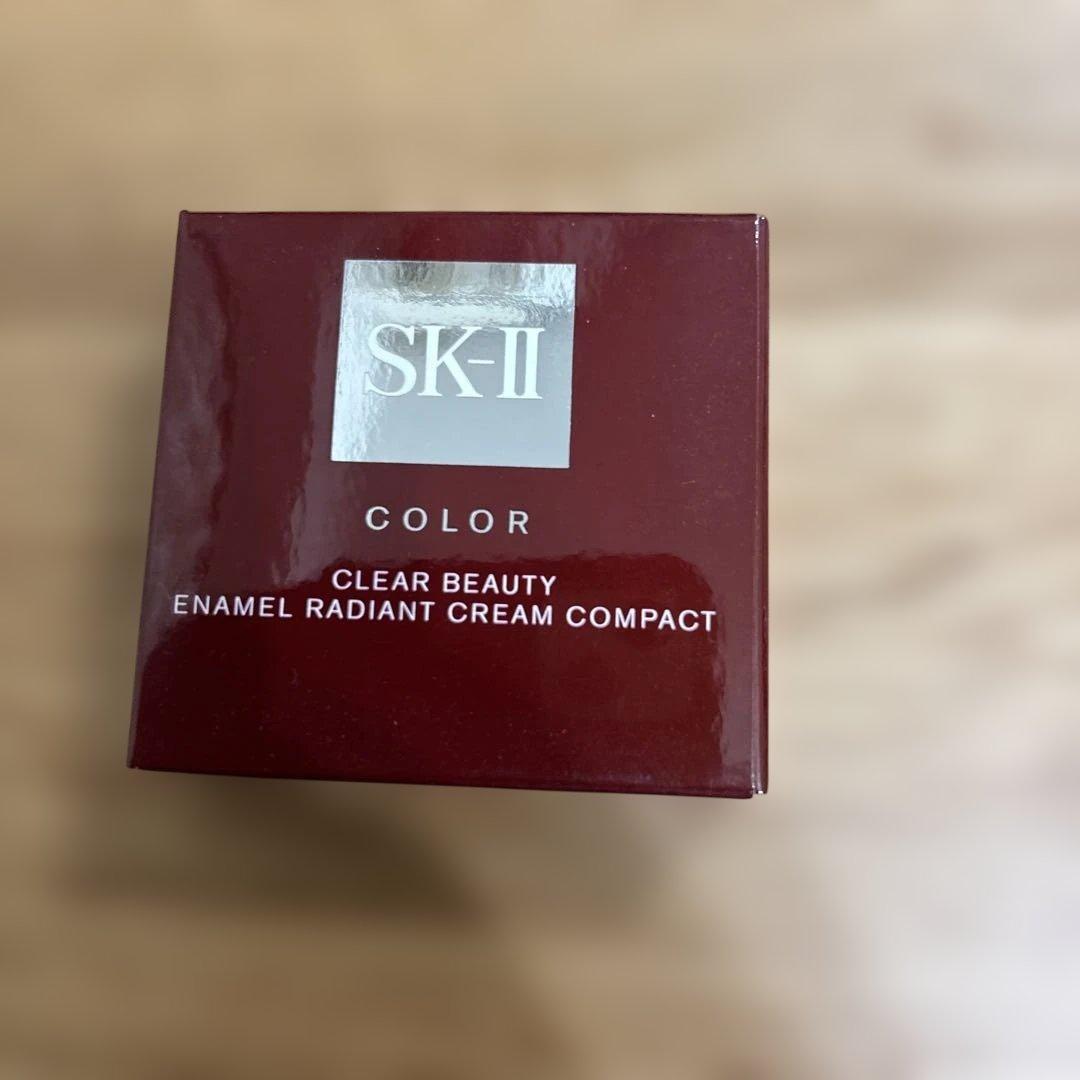 SK-II
COLOR
CLEAR BEAUTY
ENAMEL RADIANT CREAM COMPACT